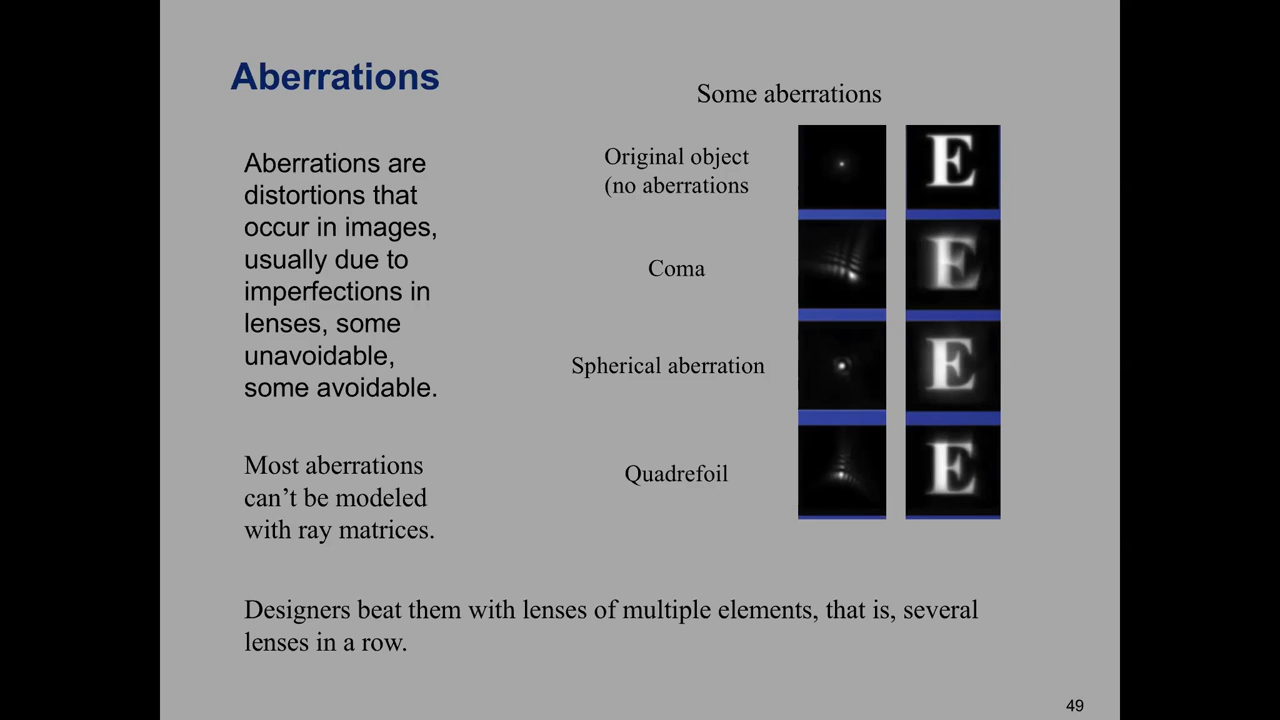 Aberrations
Aberrations are
distortions that
occur in images,
usually due to
imperfections in
lenses, some
unavoidable,
some avoidable.
Most aberrations
can’t be modeled
with ray matrices.
Some aberrations
Original object
(no aberrations
E
Coma
E
Spherical aberration
E
Quadrefoil
E
Designers beat them with lenses of multiple elements, that is, several
lenses in a row.
49